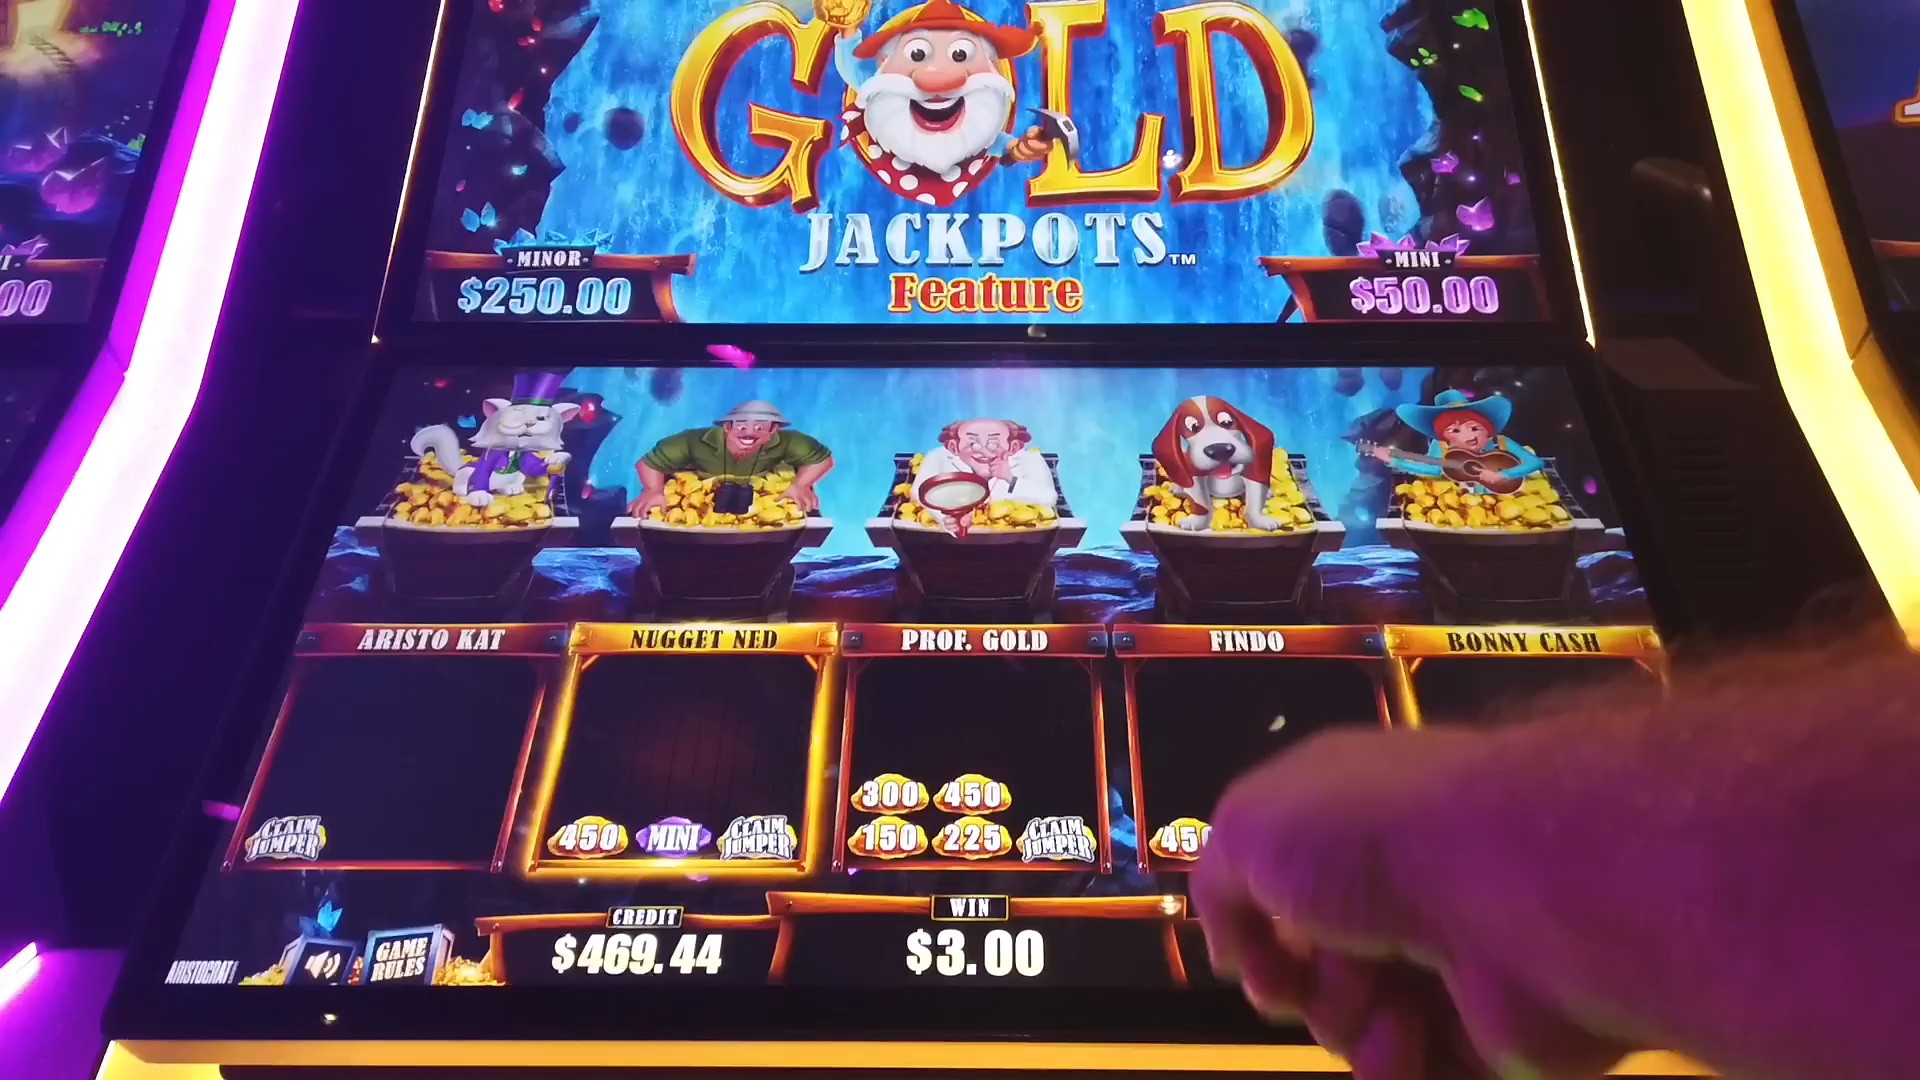 GOLD
JACKPOTS™
Feature
-MINOR-
$250.00
-MINI-
$50.00
00
ARISTO KAT
NUGGET NED
PROF. GOLD
FINDO
BONNY CASH
300 450
CLAIM JUMPER
450 MINI CLAIM JUMPER
150 225 CLAIM JUMPER
CREDIT
$469.44
WIN
$3.00
ARISTOCRAT
GAME
RULES